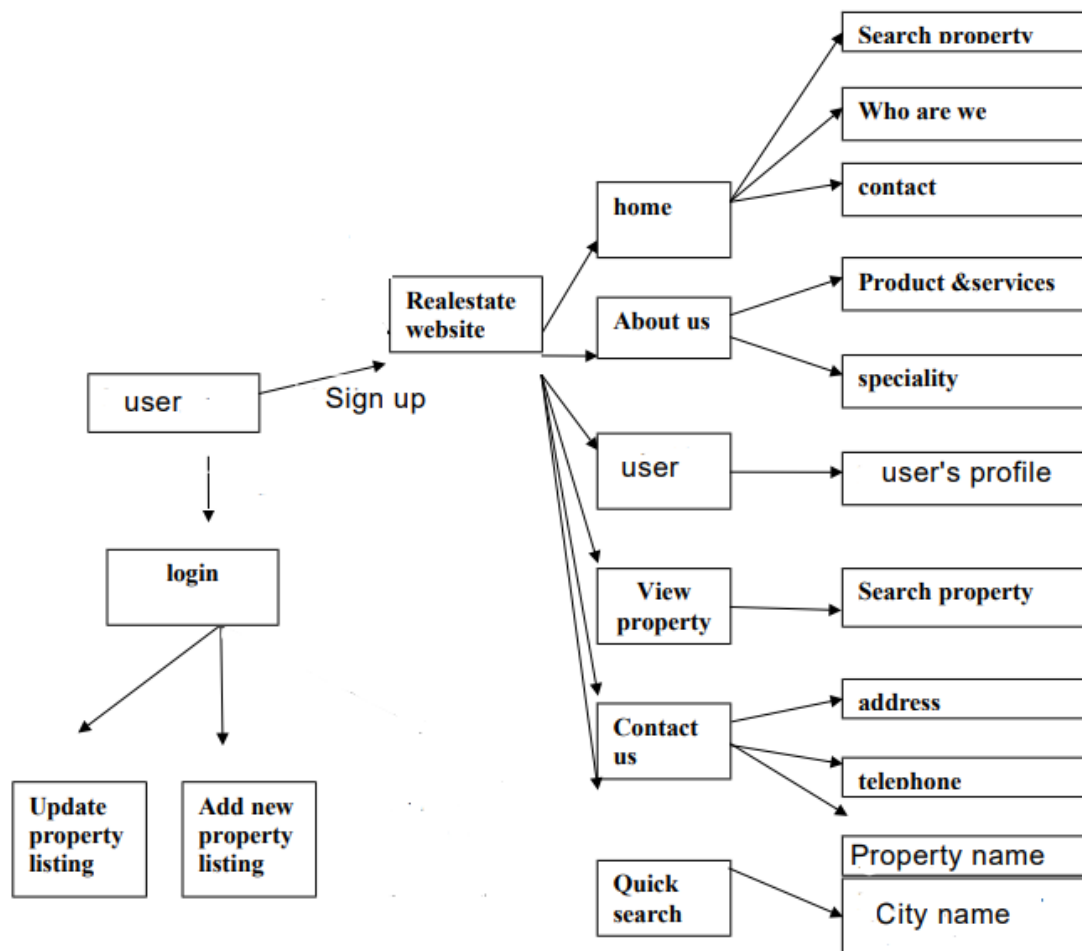 Search property
Who are we
contact
home
Realestate
website
About us
Product &services
speciality
user
Sign up
user
user's profile
login
View
property
Search property
Contact
us
address
telephone
Update
property
listing
Add new
property
listing
Quick
search
Property name
City name